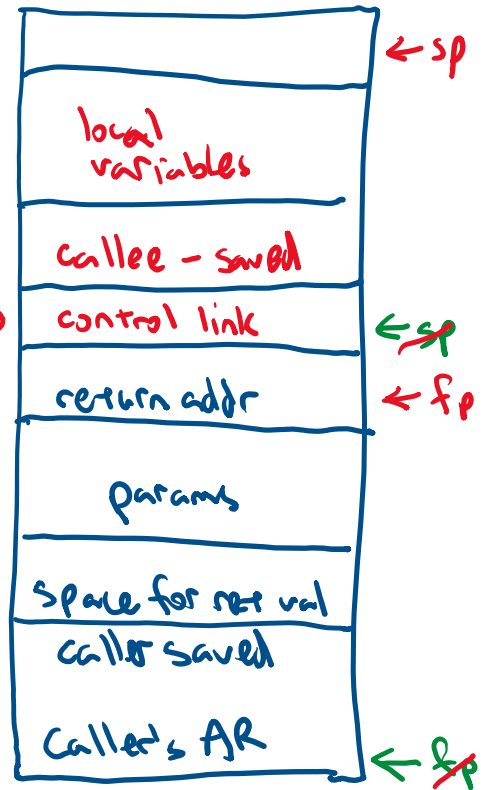 ← sp
local
variables
callee - saved
control link
← sp
return addr
← fp
params
space for ret val
caller saved
Caller's AR
← fp